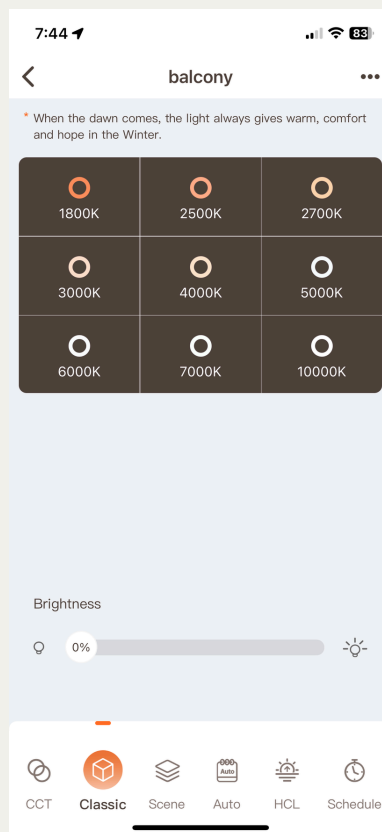 7:44
83
balcony
* When the dawn comes, the light always gives warm, comfort
and hope in the Winter.
1800K 2500K 2700K
3000K 4000K 5000K
6000K 7000K 10000K
Brightness
0%
Auto
CCT Classic Scene Auto HCL Schedule